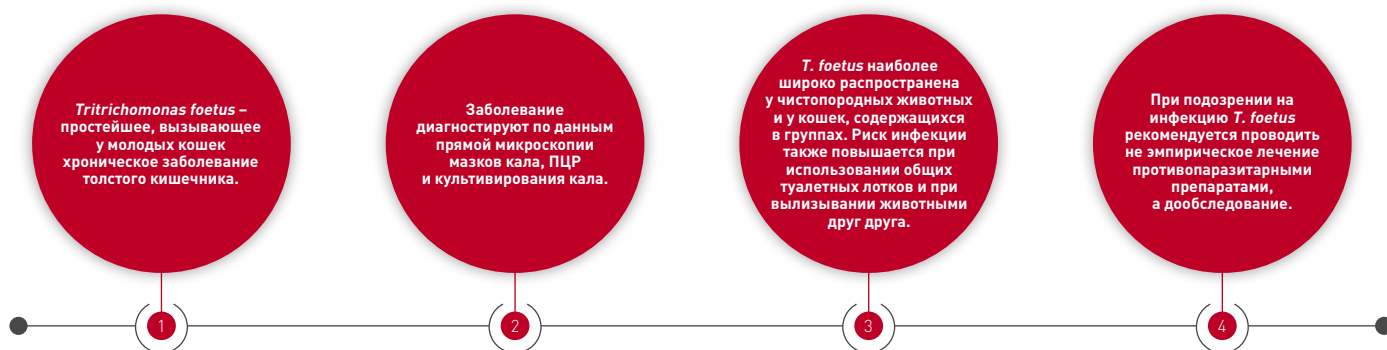 Tritrichomonas foetus –
простейшее, вызывающее
у молодых кошек
хроническое заболевание
толстого кишечника.
1
Заболевание
диагностируют по данным
прямой микроскопии
мазков кала, ПЦР
и культивирования кала.
2
T. foetus наиболее
широко распространена
у чистопородных животных
и у кошек, содержащихся
в группах. Риск инфекции
также повышается при
использовании общих
туалетных лотков и при
вылизывании животными
друг друга.
3
При подозрении на
инфекцию T. foetus
рекомендуется проводить
не эмпирическое лечение
противопаразитарными
препаратами,
а дообследование.
4